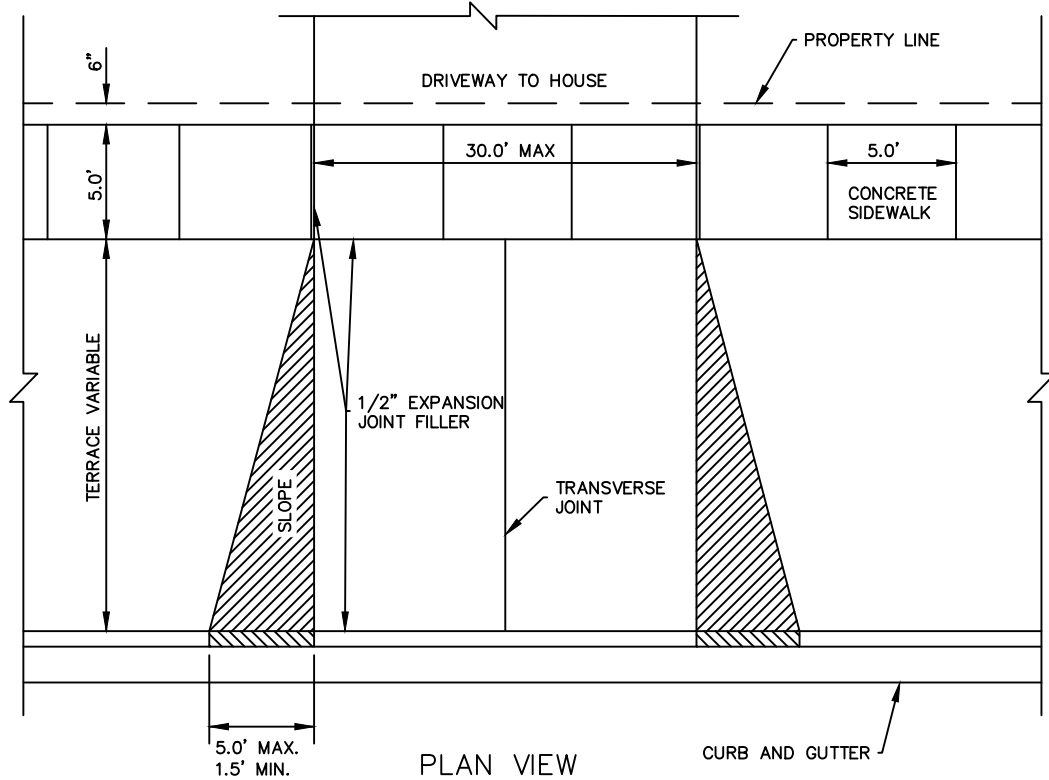 PROPERTY LINE
6"
DRIVEWAY TO HOUSE
30.0' MAX
5.0'
5.0'
CONCRETE
SIDEWALK
TERRACE VARIABLE
1/2" EXPANSION
JOINT FILLER
SLOPE
TRANSVERSE
JOINT
5.0' MAX.
1.5' MIN.
PLAN VIEW
CURB AND GUTTER